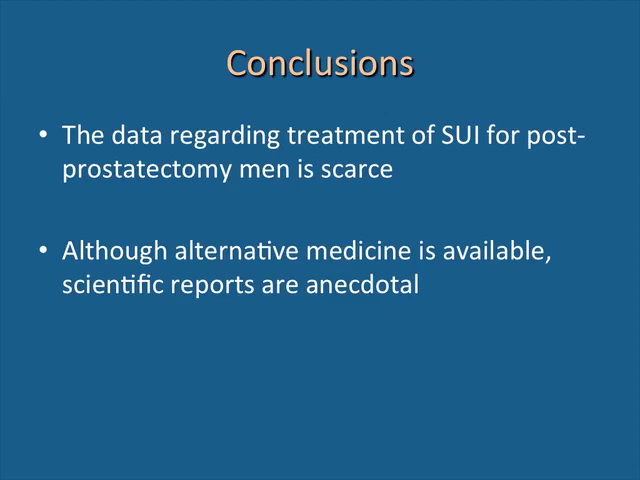 Conclusions
• The data regarding treatment of SUI for post-
prostatectomy men is scarce
• Although alternative medicine is available,
scientific reports are anecdotal